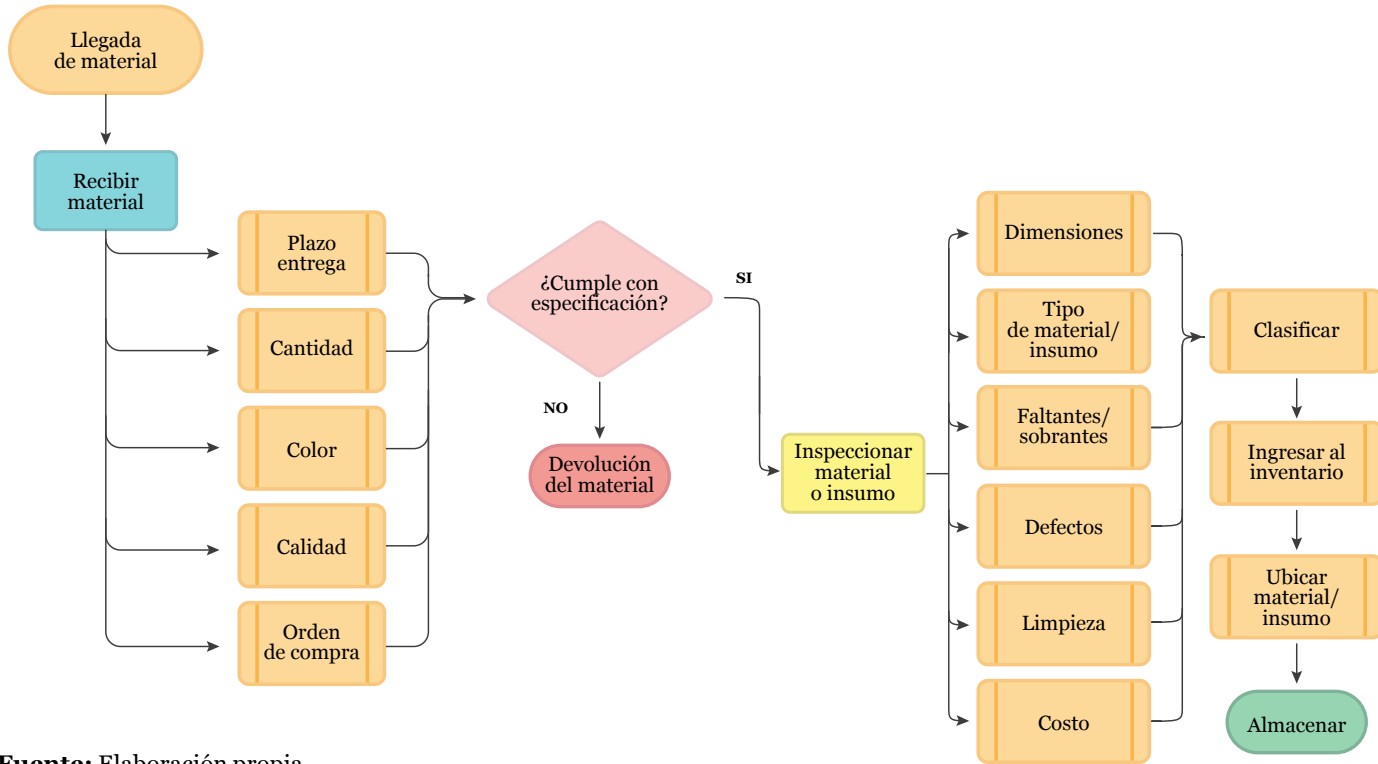 Llegada
de material
Recibir
material
Plazo
entrega
Cantidad
Color
Calidad
Orden
de compra
¿Cumple con
especificación?
SI
NO
Devolución
del material
Inspeccionar
material
o insumo
Dimensiones
Tipo
de material/
insumo
Faltantes/
sobrantes
Defectos
Limpieza
Costo
Clasificar
Ingresar al
inventario
Ubicar
material/
insumo
Almacenar
Fuente: Elaboración propia